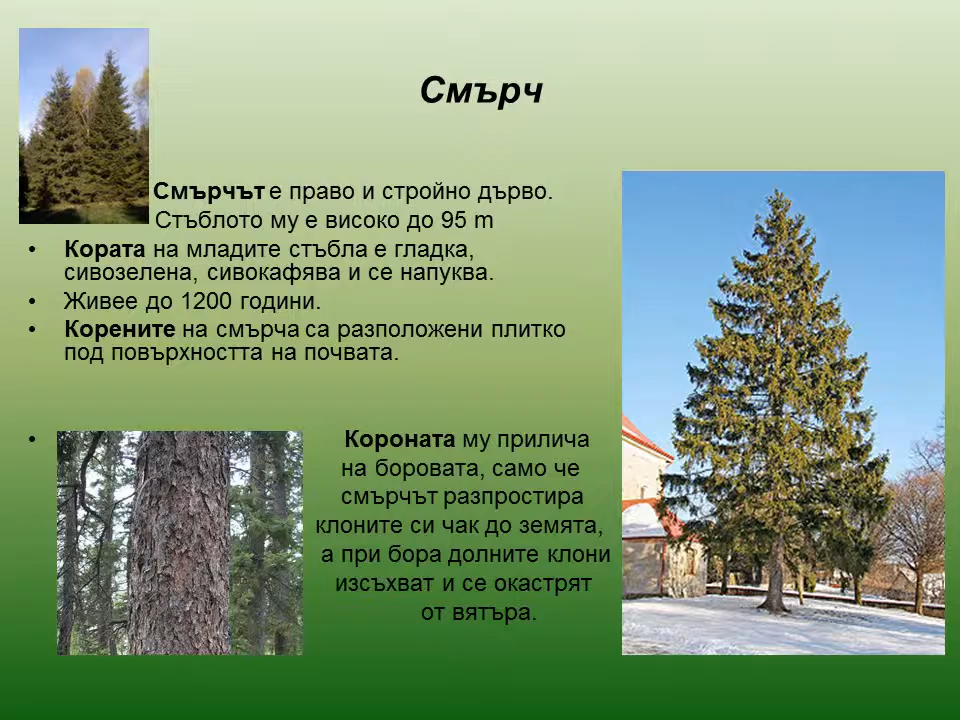 Смърч
Смърчът е право и стройно дърво.
Стъблото му е високо до 95 m
• Кората на младите стъбла е гладка,
сивозелена, сивокафява и се напуква.
• Живее до 1200 години.
• Корените на смърча са разположени плитко
под повърхността на почвата.
• Короната му прилича
на боровата, само че
смърчът разпростира
клоните си чак до земята,
а при бора долните клони
изсъхват и се окастрят
от вятъра.